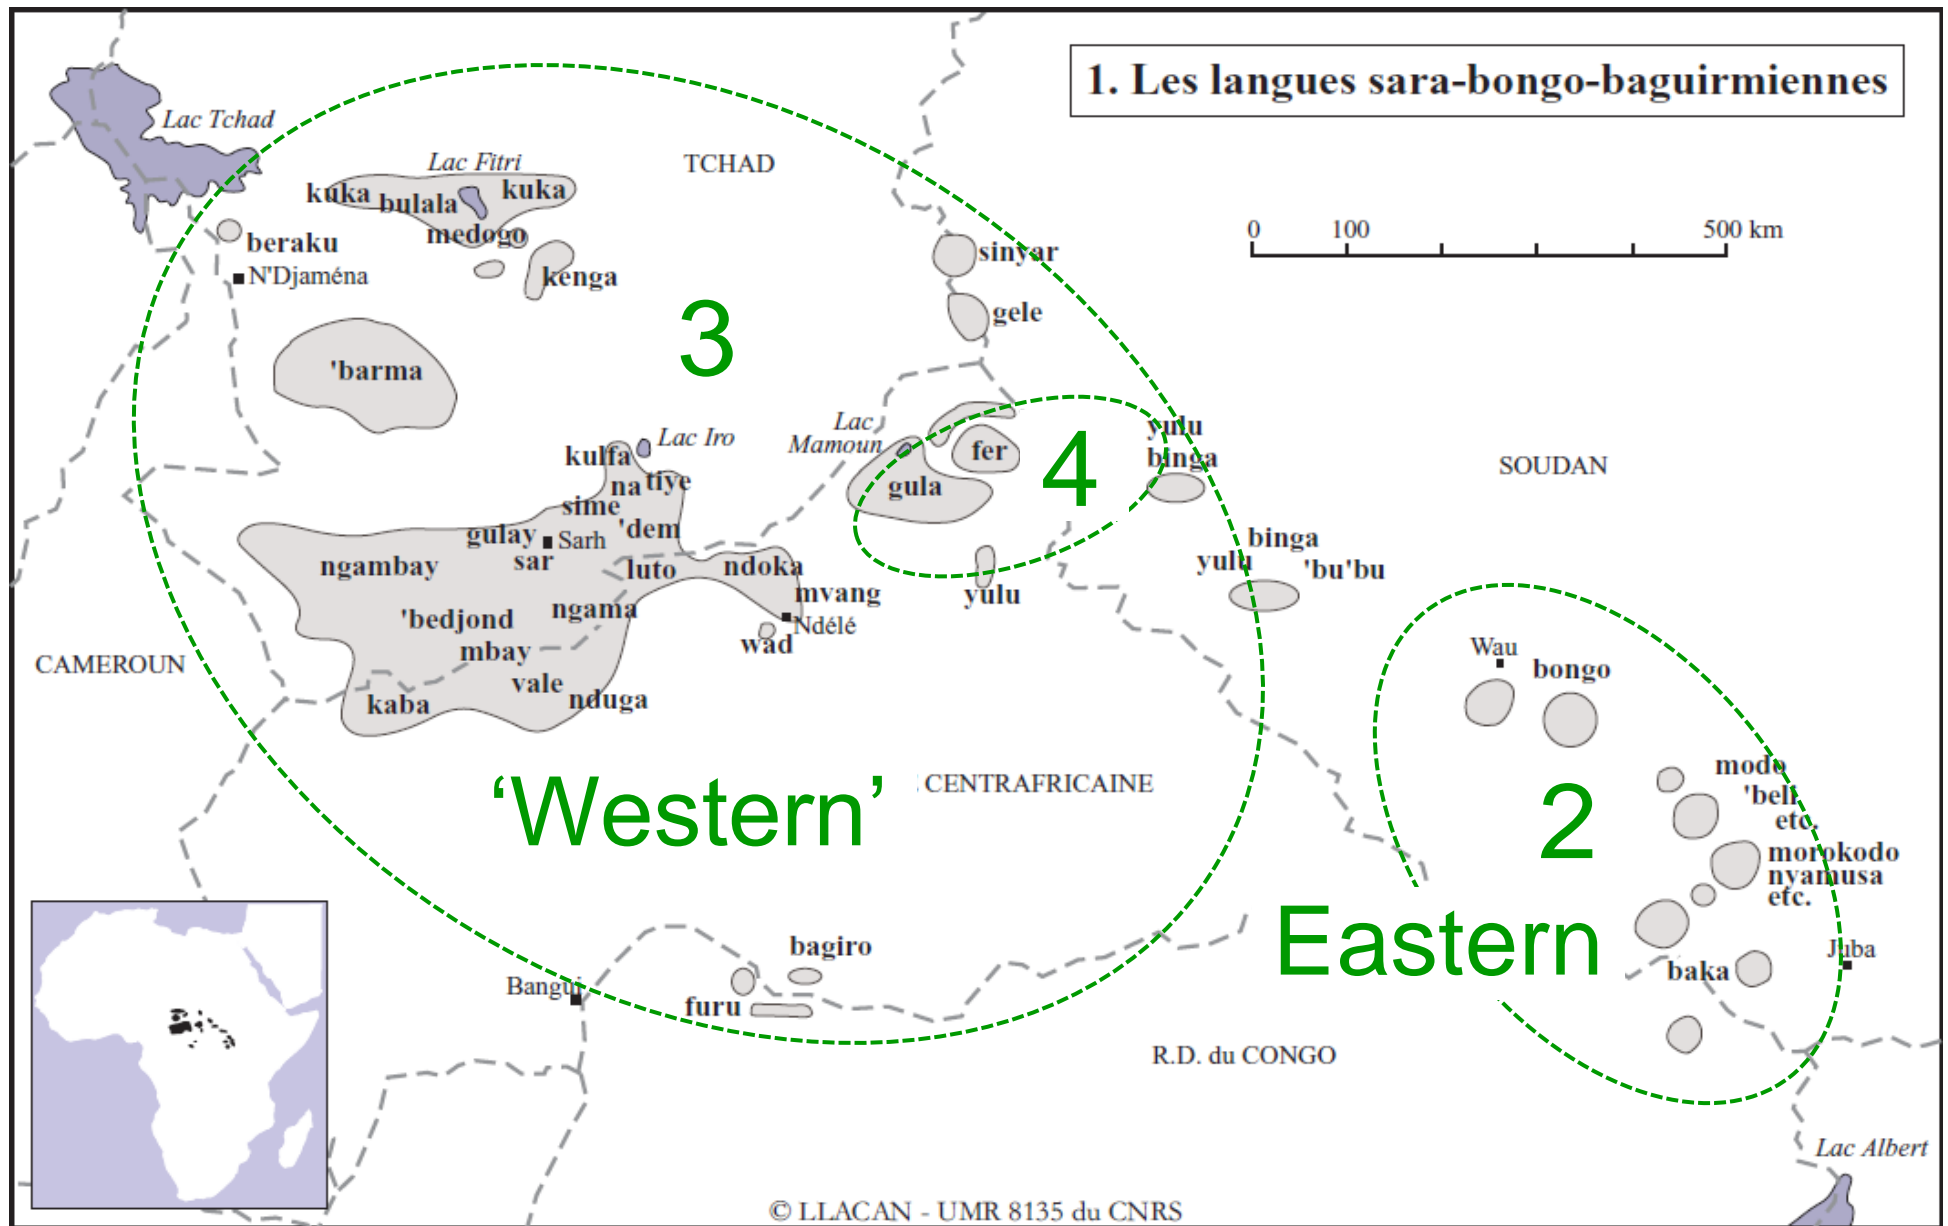 1. Les langues sara-bongo-baguirmiennes
Lac Tchad
Lac Fitri
TCHAD
kuka
bulala
kuka
medogo
beraku
N'Djaména
kenga
0 100 500 km
sinyar
gele
3
'barma
Lac Iro
Lac
Mamoun
kulfa
na
tiye
sime
'dem
gulay
Sarh
sar
fer
gula
4
yulu
binga
SOUDAN
ngambay
luto
ndoka
mvang
Ndélé
wad
yulu
binga
yulu
'bu'bu
'bedjond
ngama
mbay
vale
nduga
kaba
CAMEROUN
Wau
bongo
modo
'beli
etc.
morokodo
nyamusa
etc.
2
'Western'
CENTRAFRICAINE
Eastern
baka
Juba
bagiro
furu
Bangui
R.D. du CONGO
Lac Albert
© LLACAN - UMR 8135 du CNRS